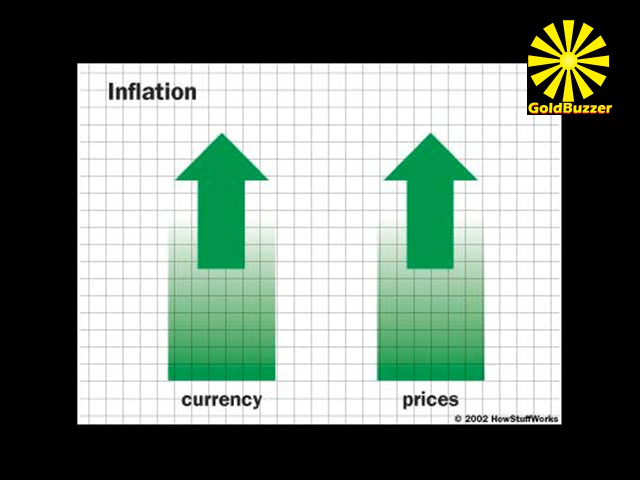 GoldBuzzer
Inflation
currency
prices
© 2002 HowStuffWorks